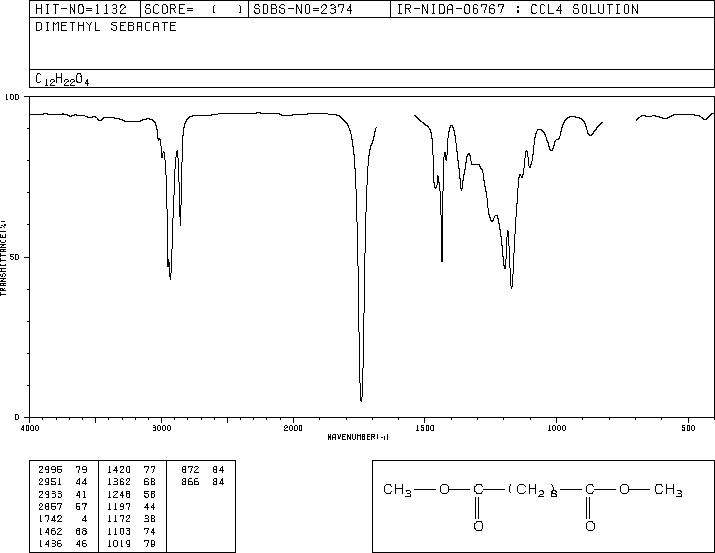 HIT-NO=1132 SCORE= ( ) SDBS-NO=2374 IR-NIDA-06767 : CCL4 SOLUTION
DIMETHYL SEBACATE
C12H22O4
100
50
0
TRANSMITTANCE(%)
4000 3000 2000 1500 1000 500
WAVENUMBER(-1)
2995 79 1420 77 872 84
2951 44 1362 68 866 84
2933 41 1248 58
2857 57 1197 44
1742 4 1172 38
1462 68 1103 74
1436 46 1019 79
CH3 — O — C — (CH2)8 — C — O — CH3
O O